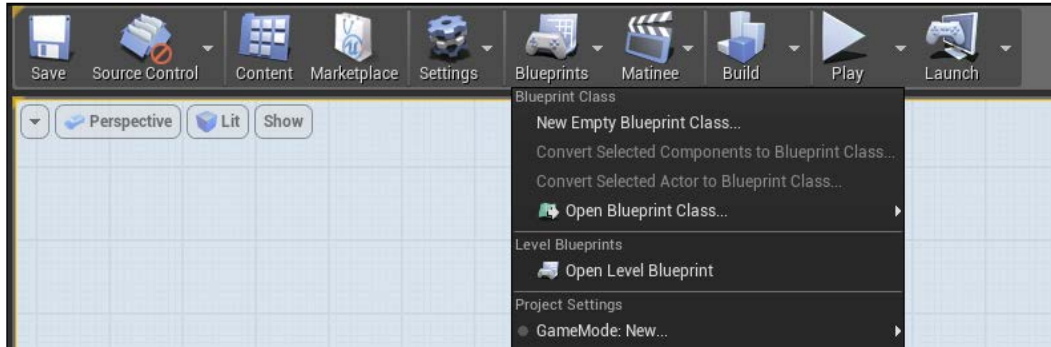 Save Source Control Content Marketplace Settings Blueprints Matinee Build Play Launch
Perspective Lit Show
Blueprint Class
New Empty Blueprint Class...
Convert Selected Components to Blueprint Class...
Convert Selected Actor to Blueprint Class...
Open Blueprint Class...
Level Blueprints
Open Level Blueprint
Project Settings
GameMode: New...